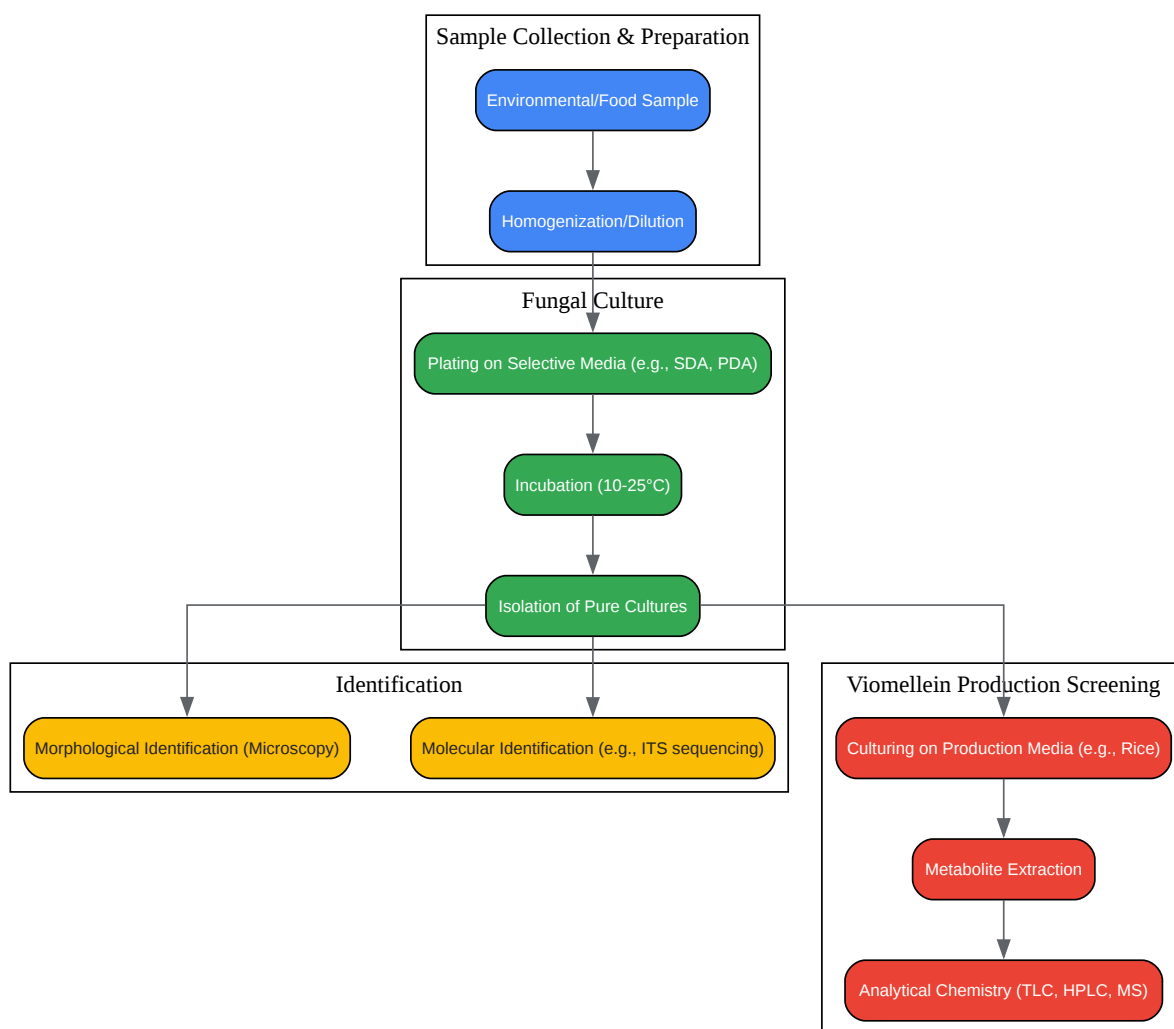 Sample Collection & Preparation
Environmental/Food Sample
Homogenization/Dilution
Fungal Culture
Plating on Selective Media (e.g., SDA, PDA)
Incubation (10-25°C)
Isolation of Pure Cultures
Identification
Morphological Identification (Microscopy)
Molecular Identification (e.g., ITS sequencing)
Viomellein Production Screening
Culturing on Production Media (e.g., Rice)
Metabolite Extraction
Analytical Chemistry (TLC, HPLC, MS)